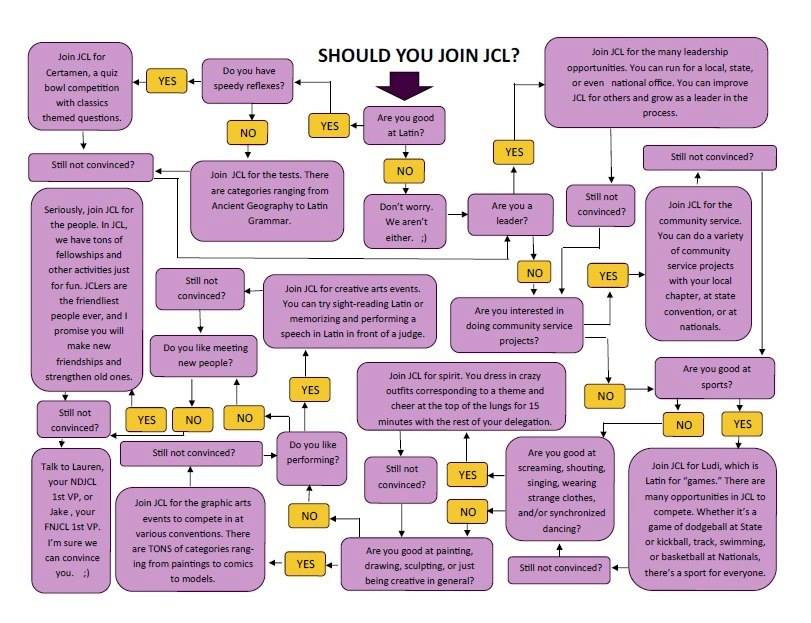 SHOULD YOU JOIN JCL?
Are you good
at Latin?
YES
Do you have
speedy reflexes?
YES
Join JCL for
Certamen, a quiz
bowl competition
with classics
themed questions.
NO
Join  JCL for the tests. There
are categories ranging from
Ancient Geography to Latin
Grammar.
Still not convinced?
NO
Don't worry.
We aren't
either.  ;)
Are you a
leader?
YES
Join JCL for the many leadership
opportunities. You can run for a local, state,
or even  national office. You can improve
JCL for others and grow as a leader in the
process.
Still not
convinced?
NO
Are you interested in
doing community service
projects?
YES
Join JCL for the
community service.
You can do a variety
of community
service projects
with your local
chapter, at state
convention, or at
nationals.
Still not convinced?
NO
Are you good at
sports?
YES
Join JCL for Ludi, which is
Latin for "games." There are
many opportunities in JCL to
compete. Whether it's a
game of dodgeball at State
or kickball, track, swimming,
or basketball at Nationals,
there's a sport for everyone.
Still not convinced?
NO
Are you good at
screaming, shouting,
singing, wearing
strange clothes,
and/or synchronized
dancing?
YES
Join JCL for spirit. You dress in crazy
outfits corresponding to a theme and
cheer at the top of the lungs for 15
minutes with the rest of your delegation.
Still not
convinced?
NO
Are you good at painting,
drawing, sculpting, or just
being creative in general?
YES
Join JCL for the graphic arts
events to compete in at
various conventions. There
are TONS of categories rang-
ing from paintings to comics
to models.
Still not convinced?
NO
Do you like
performing?
YES
Join JCL for creative arts events.
You can try sight-reading Latin or
memorizing and performing a
speech in Latin in front of a judge.
Still not
convinced?
NO
Do you like meeting
new people?
YES
Seriously, join JCL for
the people. In JCL,
we have tons of
fellowships and
other activities just
for fun. JCLers are
the friendliest
people ever, and I
promise you will
make new
friendships and
strengthen old ones.
Still not
convinced?
NO
Talk to Lauren,
your NDJCL
1st VP, or
Jake , your
FNJCL 1st VP.
I'm sure we
can convince
you.   ;)